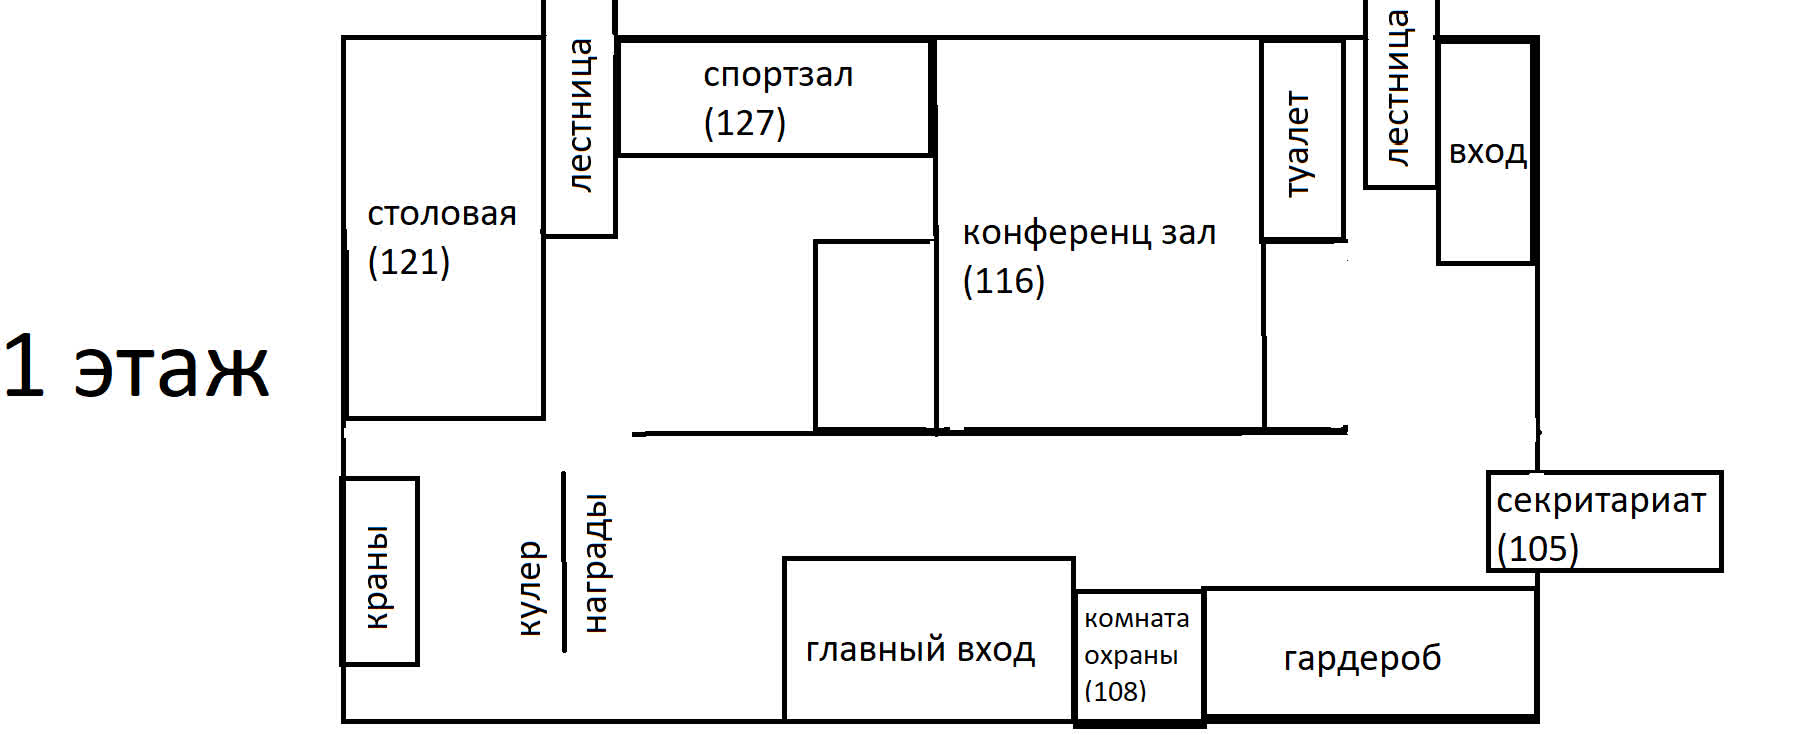 лестница
лестница
спортзал
(127)
туалет
вход
столовая
(121)
конференц зал
(116)
1 этаж
секритариат
(105)
краны
кулер
награды
главный вход
комната
охраны
(108)
гардероб